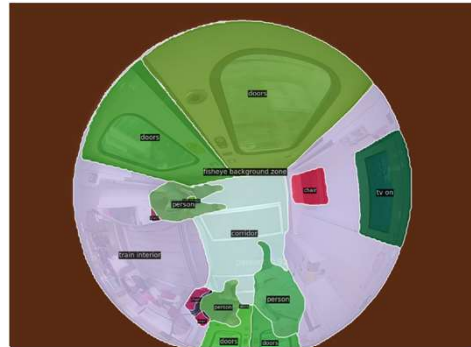 doors
doors
fisheye background zone
chair
tv on
person
corridor
train interior
person
person
doors
doors